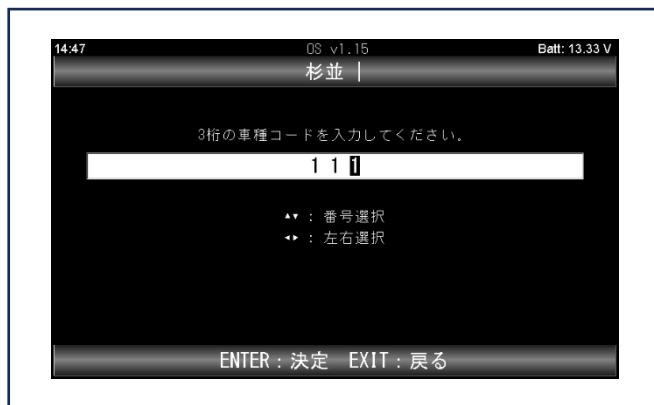 14:47 OS v1.15 Batt: 13.33 V
杉並 |
3桁の車種コードを入力してください。
1 1 1
▲▼ : 番号選択
◄► : 左右選択
ENTER : 決定 EXIT : 戻る